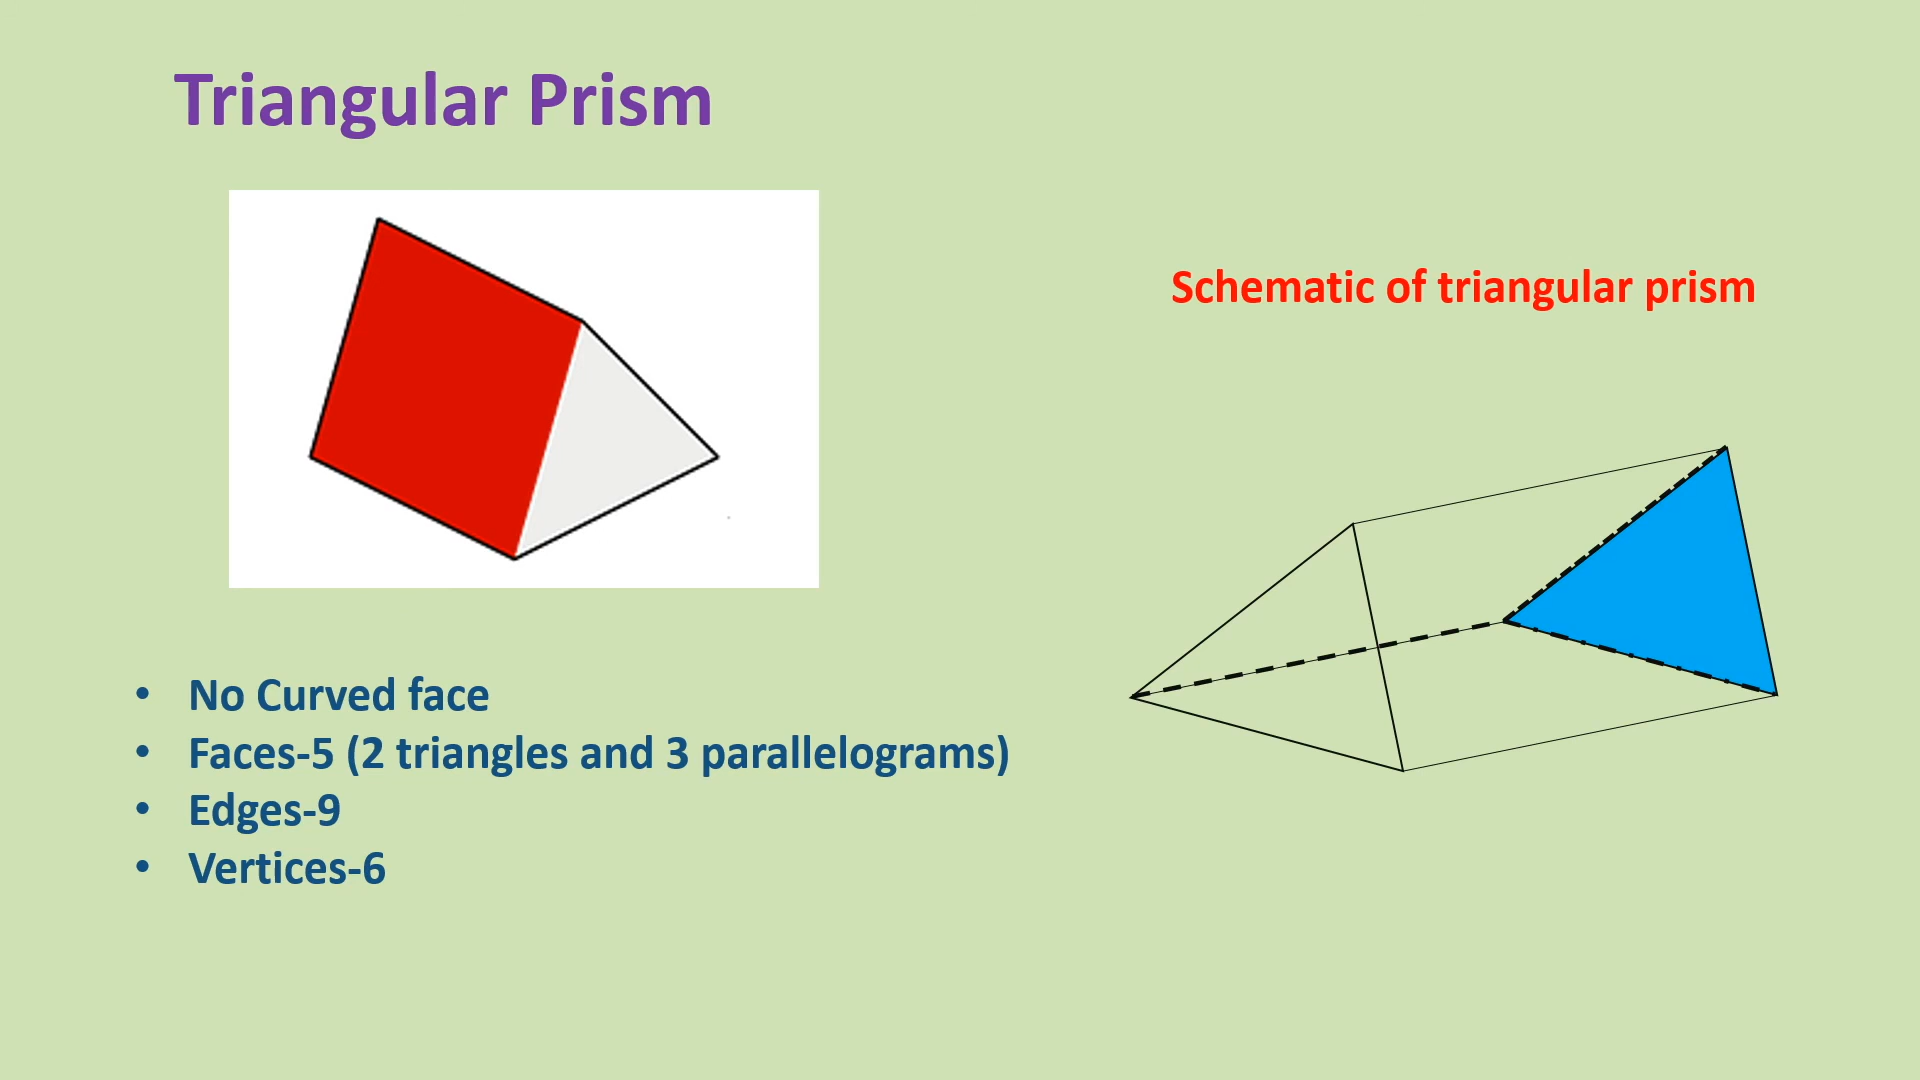 Triangular Prism
Schematic of triangular prism
• No Curved face
• Faces-5 (2 triangles and 3 parallelograms)
• Edges-9
• Vertices-6